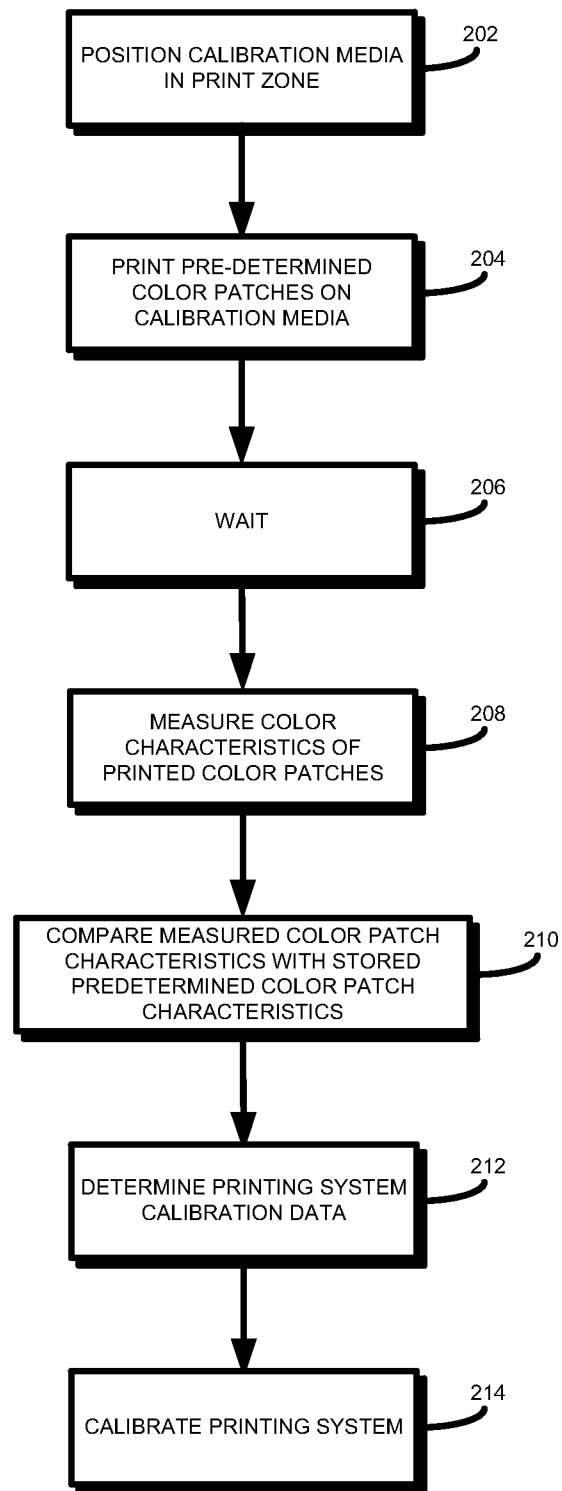 POSITION CALIBRATION MEDIA
IN PRINT ZONE
202
PRINT PRE-DETERMINED
COLOR PATCHES ON
CALIBRATION MEDIA
204
WAIT
206
MEASURE COLOR
CHARACTERISTICS OF
PRINTED COLOR PATCHES
208
COMPARE MEASURED COLOR PATCH
CHARACTERISTICS WITH STORED
PREDETERMINED COLOR PATCH
CHARACTERISTICS
210
DETERMINE PRINTING SYSTEM
CALIBRATION DATA
212
CALIBRATE PRINTING SYSTEM
214